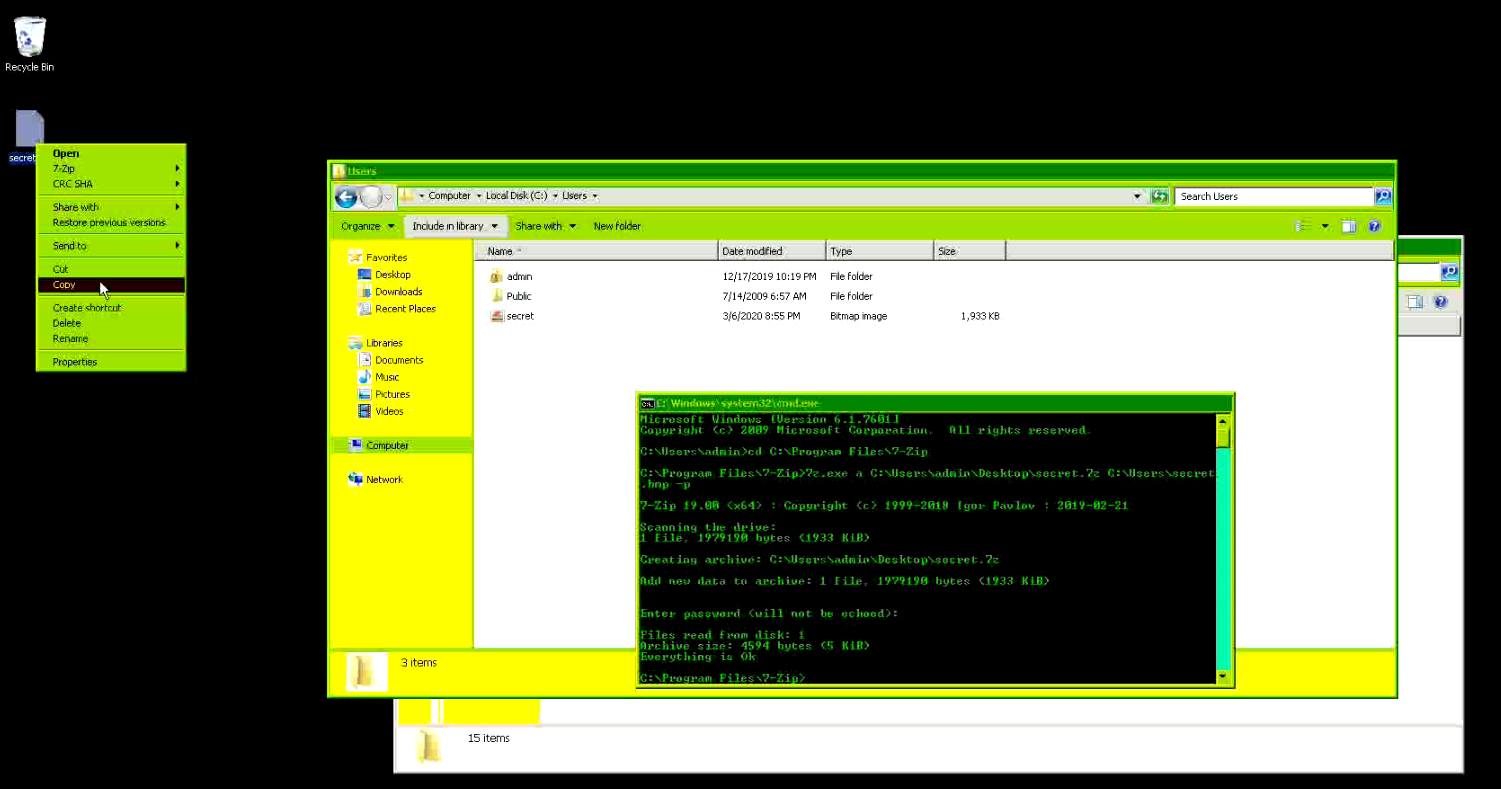 Recycle Bin
secret
Open
7-Zip
CRC SHA
Share with
Restore previous versions
Send to
Cut
Copy
Create shortcut
Delete
Rename
Properties
Users
Computer Local Disk (C:) Users
Search Users
Organize Include in library Share with New folder
Favorites
Desktop
Downloads
Recent Places
Libraries
Documents
Music
Pictures
Videos
Computer
Network
Name Date modified Type Size
admin 12/17/2019 10:19 PM File folder
Public 7/14/2009 6:57 AM File folder
secret 3/6/2020 8:55 PM Bitmap image 1,933 KB
C:\Windows\system32\cmd.exe
Microsoft Windows [Version 6.1.7601]
Copyright (c) 2009 Microsoft Corporation. All rights reserved.
C:\Users\admin>cd C:\Program Files\7-Zip
C:\Program Files\7-Zip>7z.exe a C:\Users\admin\Desktop\secret.7z C:\Users\secret
.bmp -p
7-Zip 19.00 (x64) : Copyright (c) 1999-2018 Igor Pavlov : 2019-02-21
Scanning the drive:
1 file, 1979190 bytes (1933 KiB)
Creating archive: C:\Users\admin\Desktop\secret.7z
Add new data to archive: 1 file, 1979190 bytes (1933 KiB)
Enter password (will not be echoed):
Files read from disk: 1
Archive size: 4594 bytes (5 KiB)
Everything is Ok
C:\Program Files\7-Zip>
3 items
15 items